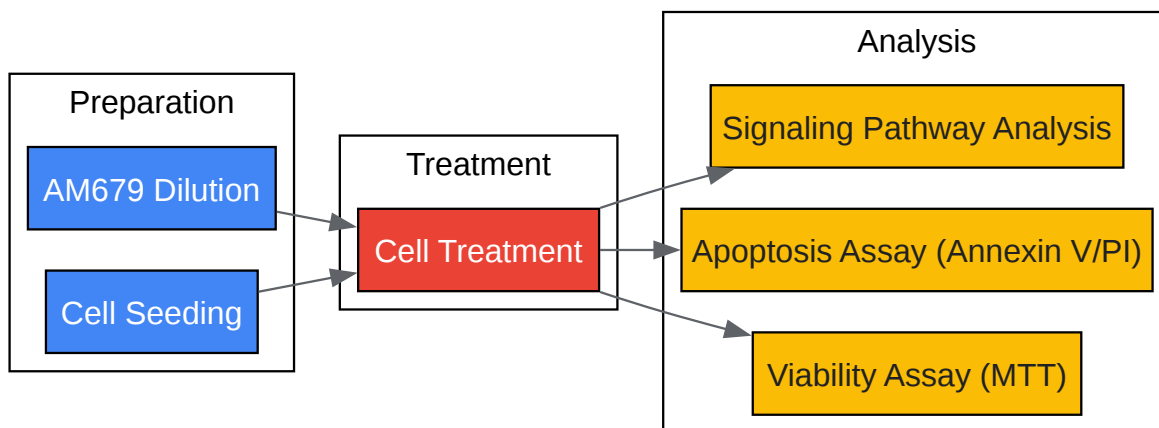 Preparation
AM679 Dilution
Cell Seeding
Treatment
Cell Treatment
Analysis
Signaling Pathway Analysis
Apoptosis Assay (Annexin V/PI)
Viability Assay (MTT)